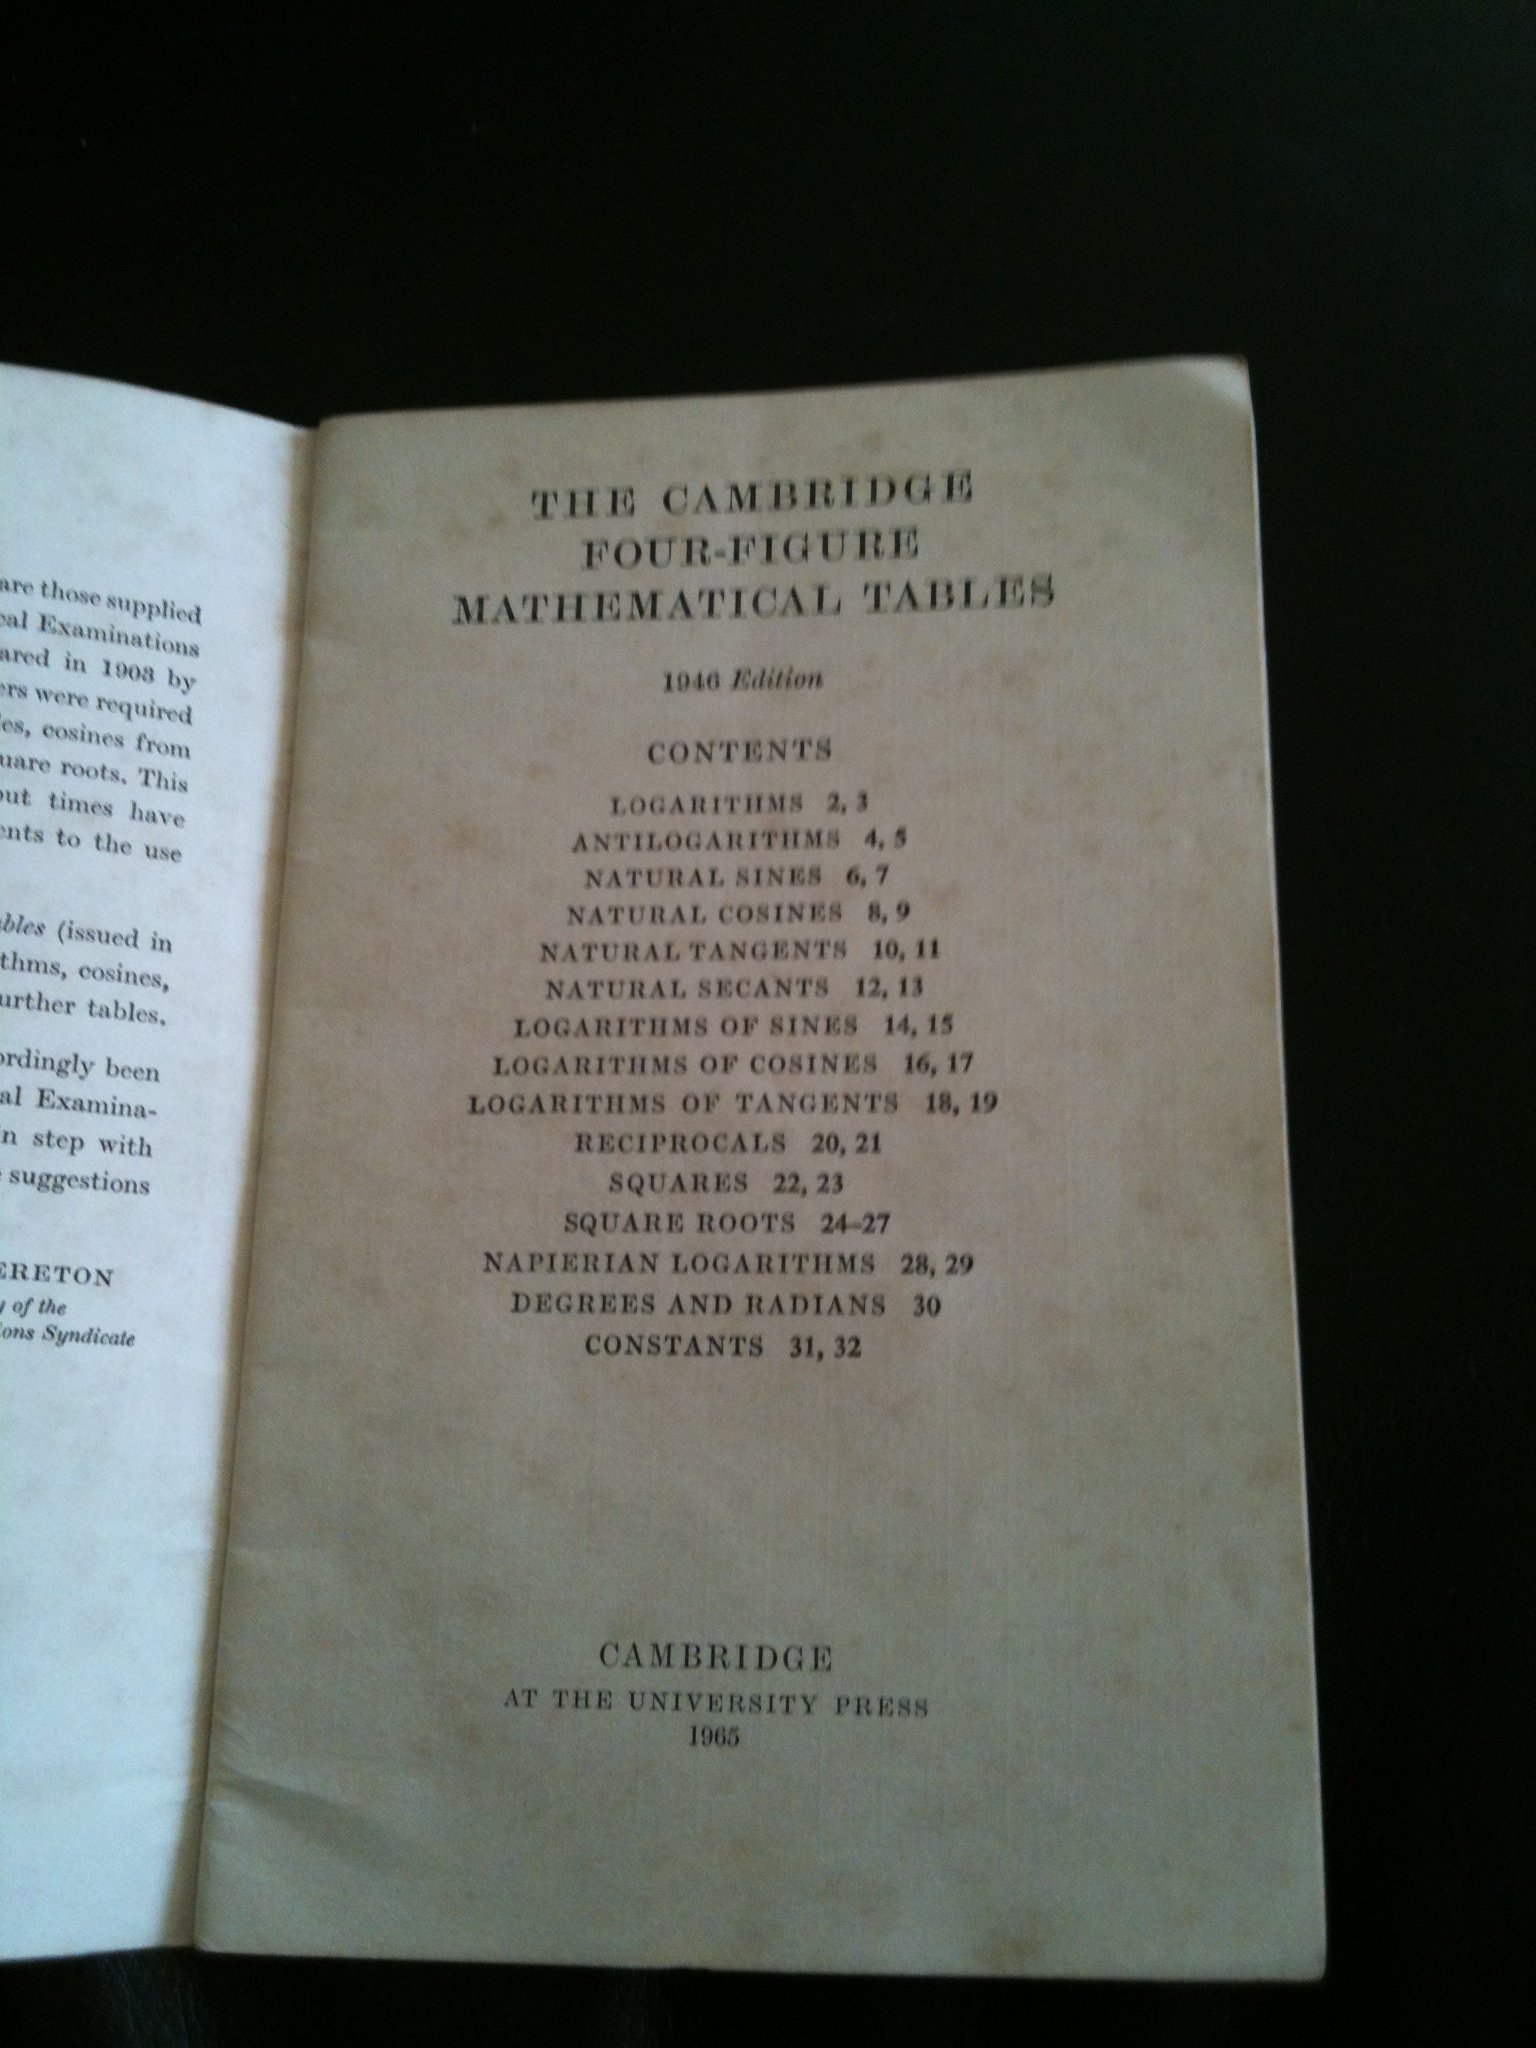 are those supplied
cal Examinations
ared in 1903 by
ers were required
es, cosines from
uare roots. This
out times have
ents to the use
bles (issued in
thms, cosines,
urther tables.
ordingly been
al Examina-
in step with
suggestions
ERETON
y of the
ions Syndicate
THE CAMBRIDGE
FOUR-FIGURE
MATHEMATICAL TABLES
1946 Edition
CONTENTS
LOGARITHMS 2, 3
ANTILOGARITHMS 4, 5
NATURAL SINES 6, 7
NATURAL COSINES 8, 9
NATURAL TANGENTS 10, 11
NATURAL SECANTS 12, 13
LOGARITHMS OF SINES 14, 15
LOGARITHMS OF COSINES 16, 17
LOGARITHMS OF TANGENTS 18, 19
RECIPROCALS 20, 21
SQUARES 22, 23
SQUARE ROOTS 24–27
NAPIERIAN LOGARITHMS 28, 29
DEGREES AND RADIANS 30
CONSTANTS 31, 32
CAMBRIDGE
AT THE UNIVERSITY PRESS
1965